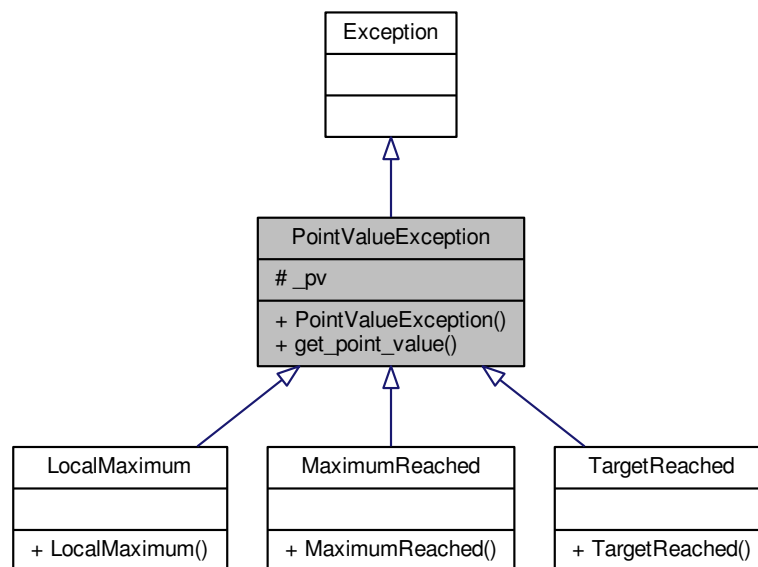 Exception
PointValueException
# _pv
+ PointValueException()
+ get_point_value()
LocalMaximum
+ LocalMaximum()
MaximumReached
+ MaximumReached()
TargetReached
+ TargetReached()